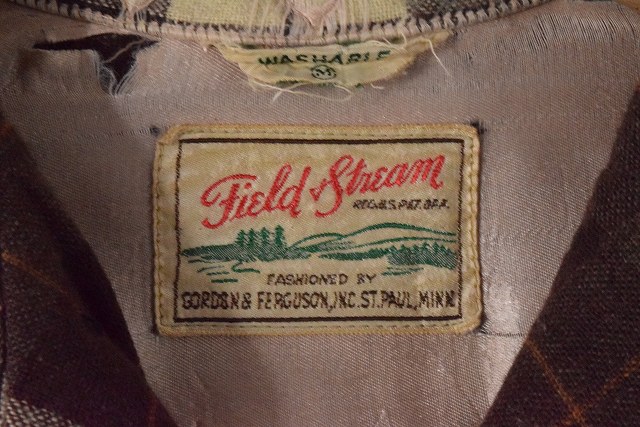 WASHABLE
M
Field & Stream
REG.U.S.PAT.OFF.
FASHIONED BY
GORDON & FERGUSON, INC. ST. PAUL, MINN.